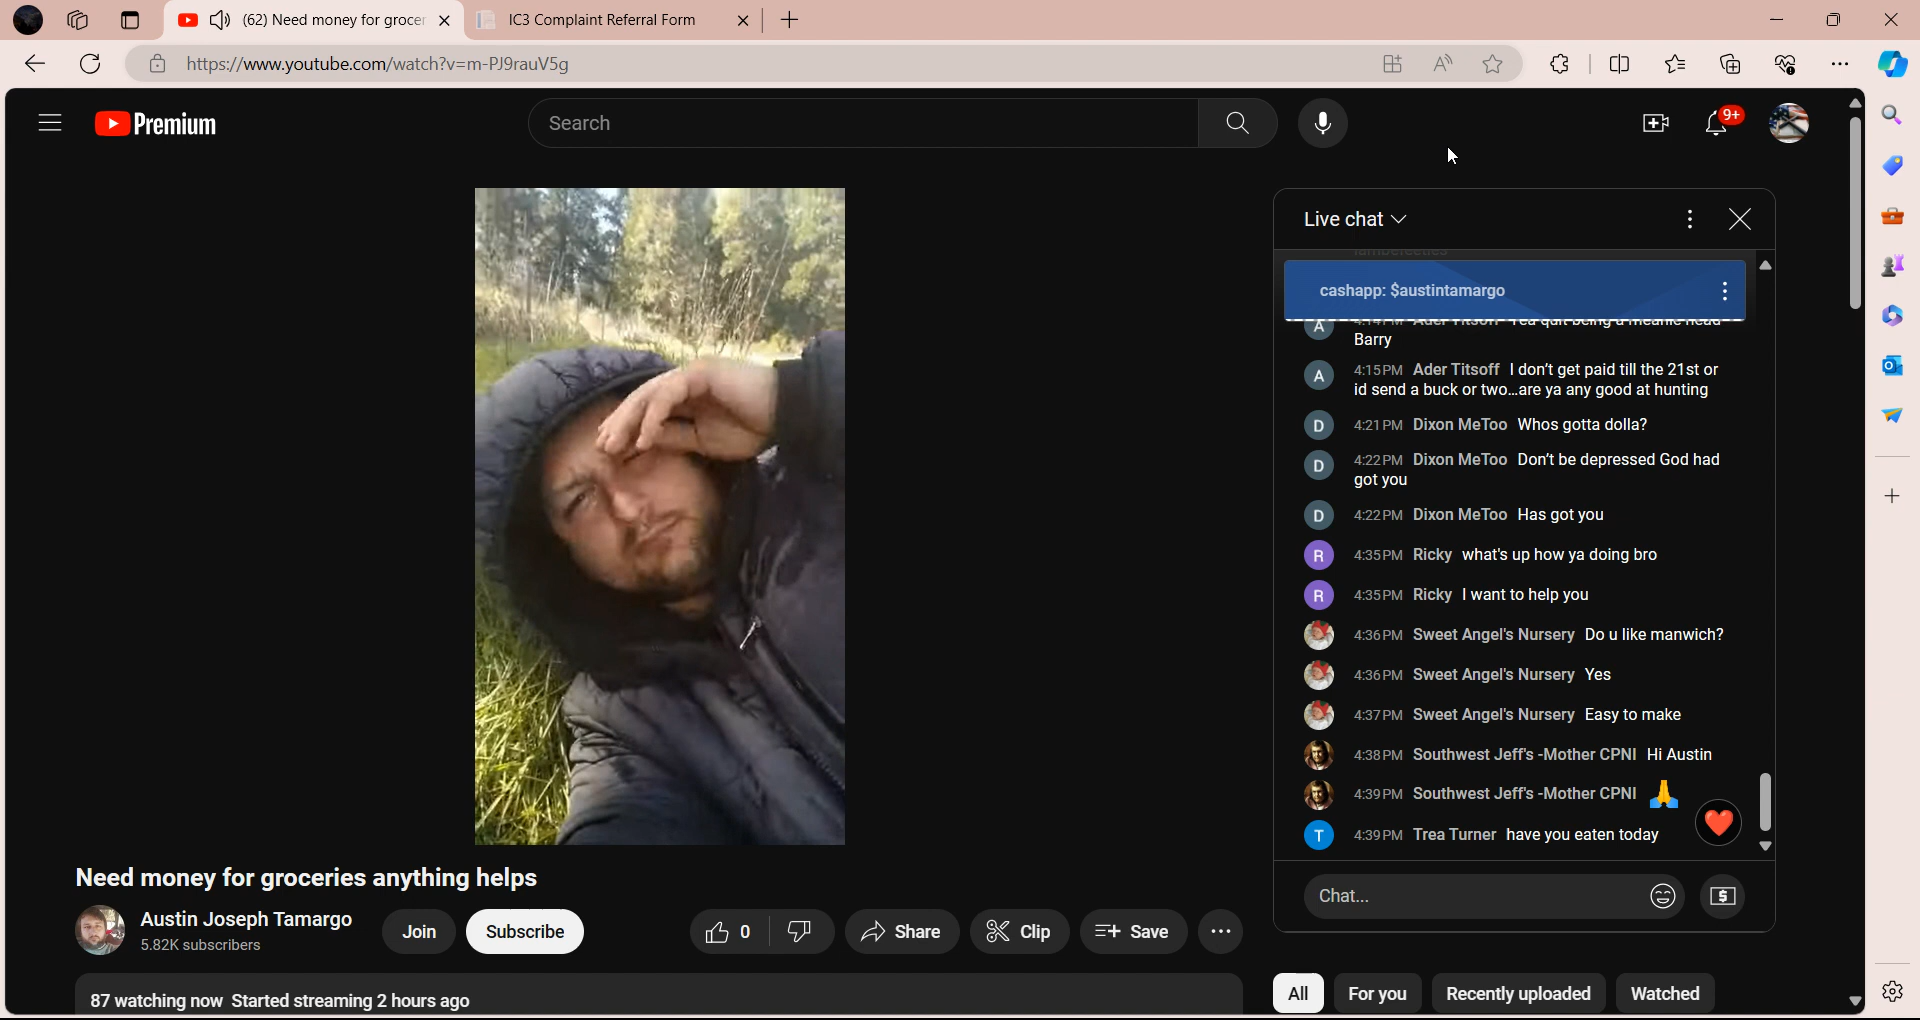 (62) Need money for grocer
IC3 Complaint Referral Form
https://www.youtube.com/watch?v=m-PJ9rauV5g
Premium
Search
9+
Live chat
cashapp: $austintamargo
Barry
4:15 PM Ader Titsoff I don't get paid till the 21st or
id send a buck or two...are ya any good at hunting
4:21 PM Dixon MeToo Whos gotta dolla?
4:22 PM Dixon MeToo Don't be depressed God had
got you
4:22 PM Dixon MeToo Has got you
4:35 PM Ricky what's up how ya doing bro
4:35 PM Ricky I want to help you
4:36 PM Sweet Angel's Nursery Do u like manwich?
4:36 PM Sweet Angel's Nursery Yes
4:37 PM Sweet Angel's Nursery Easy to make
4:38 PM Southwest Jeff's -Mother CPNI Hi Austin
4:39 PM Southwest Jeff's -Mother CPNI 🙏
4:39 PM Trea Turner have you eaten today
Chat...
Need money for groceries anything helps
Austin Joseph Tamargo
5.82K subscribers
Join
Subscribe
0
Share
Clip
Save
87 watching now Started streaming 2 hours ago
All
For you
Recently uploaded
Watched